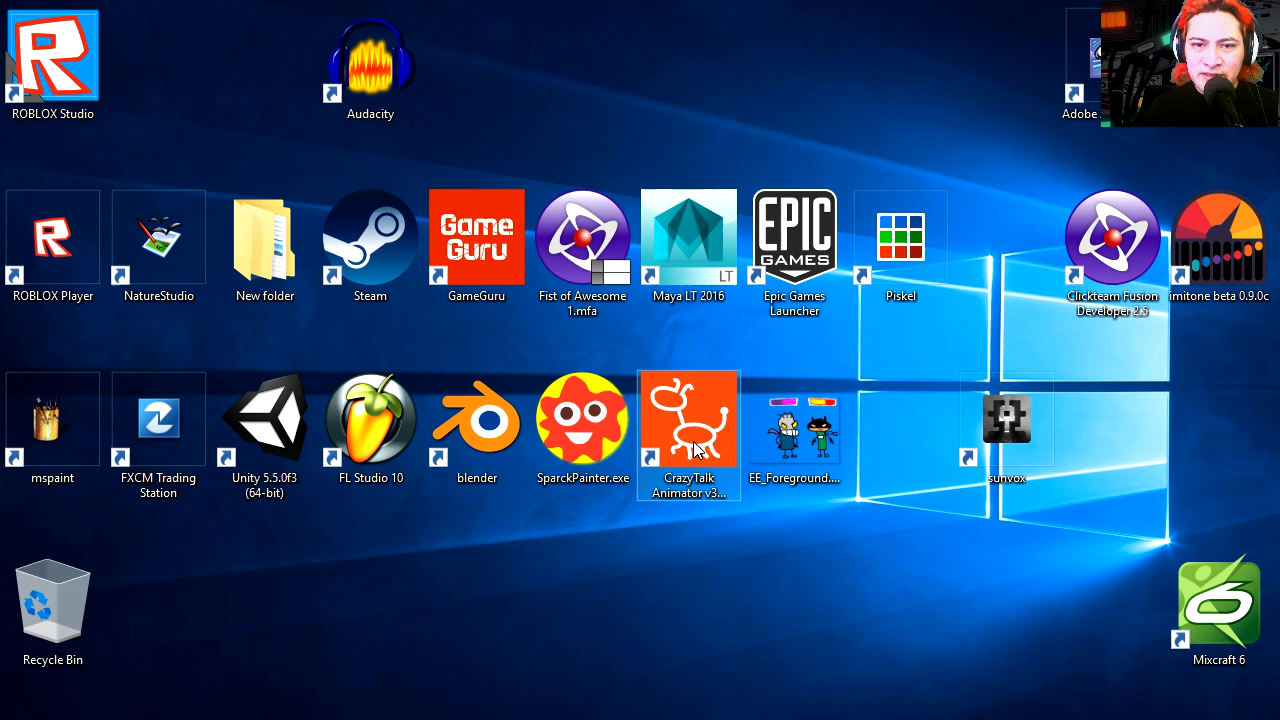 ROBLOX Studio
Audacity
Adobe
GAME
GURU
EPIC
GAMES
LT
ROBLOX Player
NatureStudio
New folder
Steam
GameGuru
Fist of Awesome
1.mfa
Maya LT 2016
Epic Games
Launcher
Piskel
Clickteam Fusion
Developer 2.5
imitone beta 0.9.0c
mspaint
FXCM Trading
Station
Unity 5.5.0f3
(64-bit)
FL Studio 10
blender
SparckPainter.exe
CrazyTalk
Animator v3...
EE_Foreground....
sunvox
Recycle Bin
Mixcraft 6